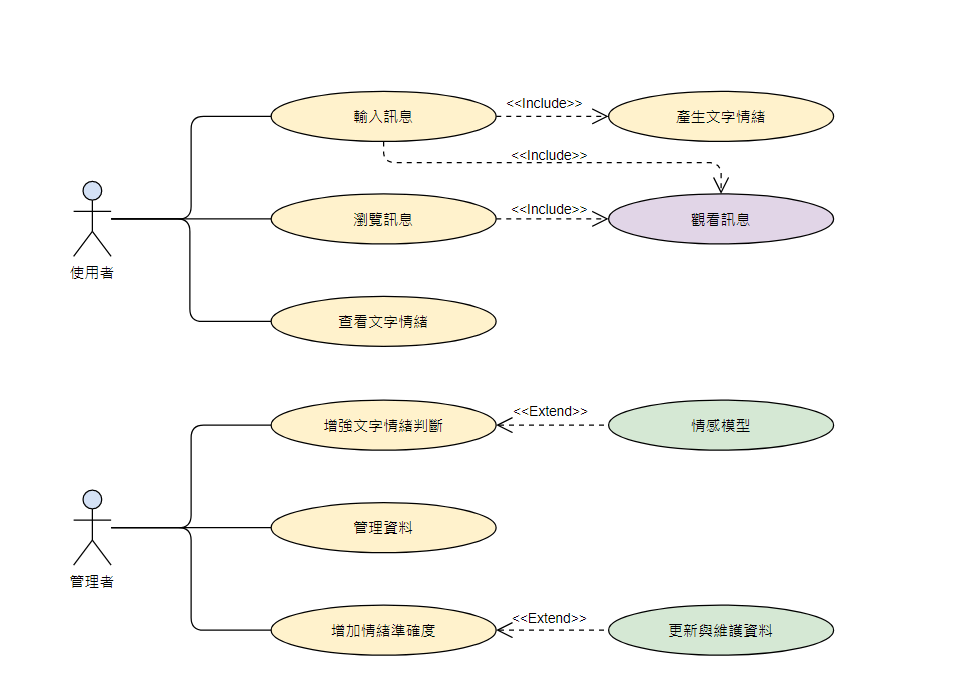 輸入訊息
<<Include>>
產生文字情緒
<<Include>>
瀏覽訊息
<<Include>>
觀看訊息
使用者
查看文字情緒
增強文字情緒判斷
<<Extend>>
情感模型
管理資料
管理者
增加情緒準確度
<<Extend>>
更新與維護資料